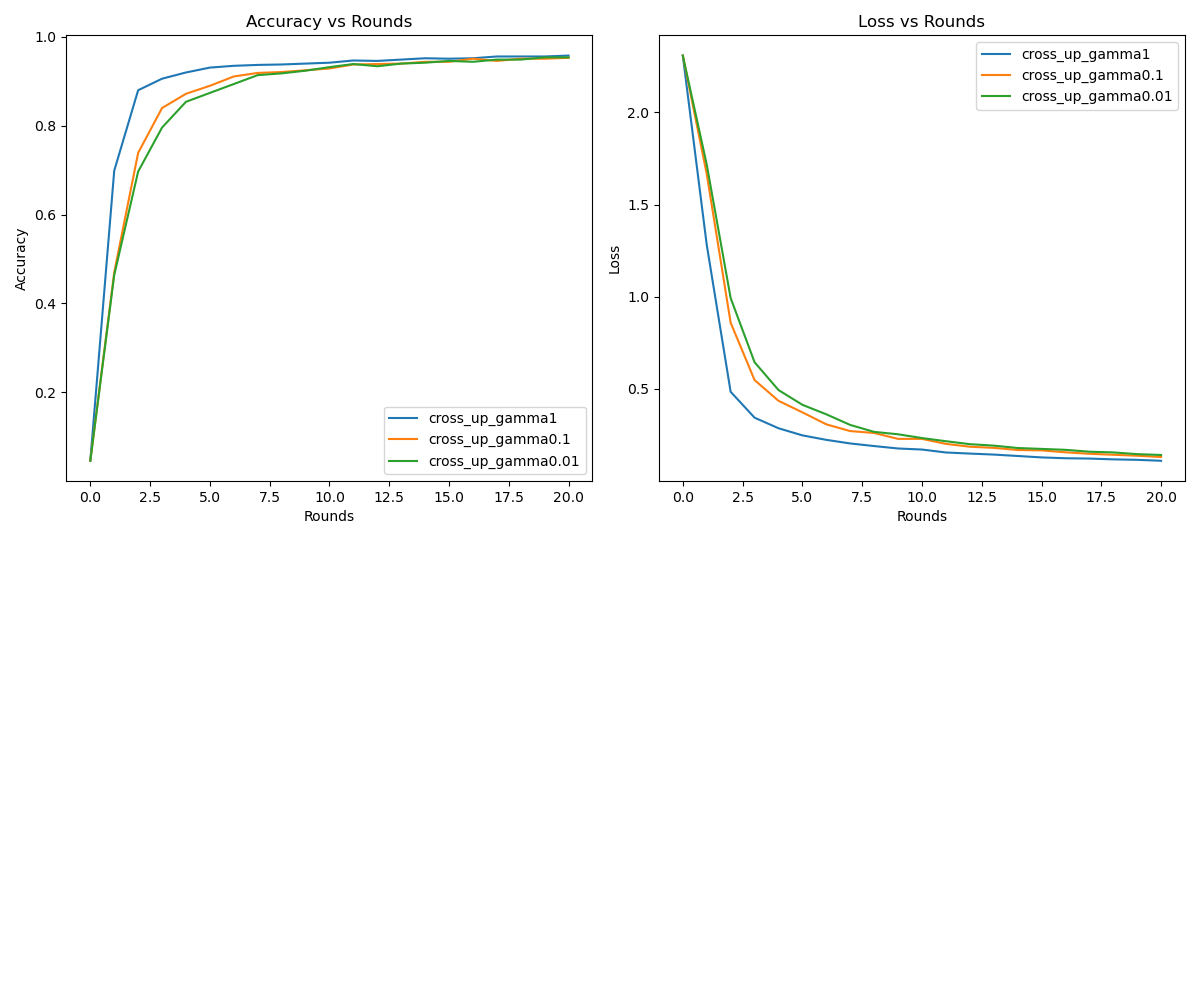 Accuracy vs Rounds
1.0
0.8
0.6
0.4
0.2
Accuracy
cross_up_gamma1
cross_up_gamma0.1
cross_up_gamma0.01
0.0 2.5 5.0 7.5 10.0 12.5 15.0 17.5 20.0
Rounds
Loss vs Rounds
2.0
1.5
1.0
0.5
Loss
cross_up_gamma1
cross_up_gamma0.1
cross_up_gamma0.01
0.0 2.5 5.0 7.5 10.0 12.5 15.0 17.5 20.0
Rounds